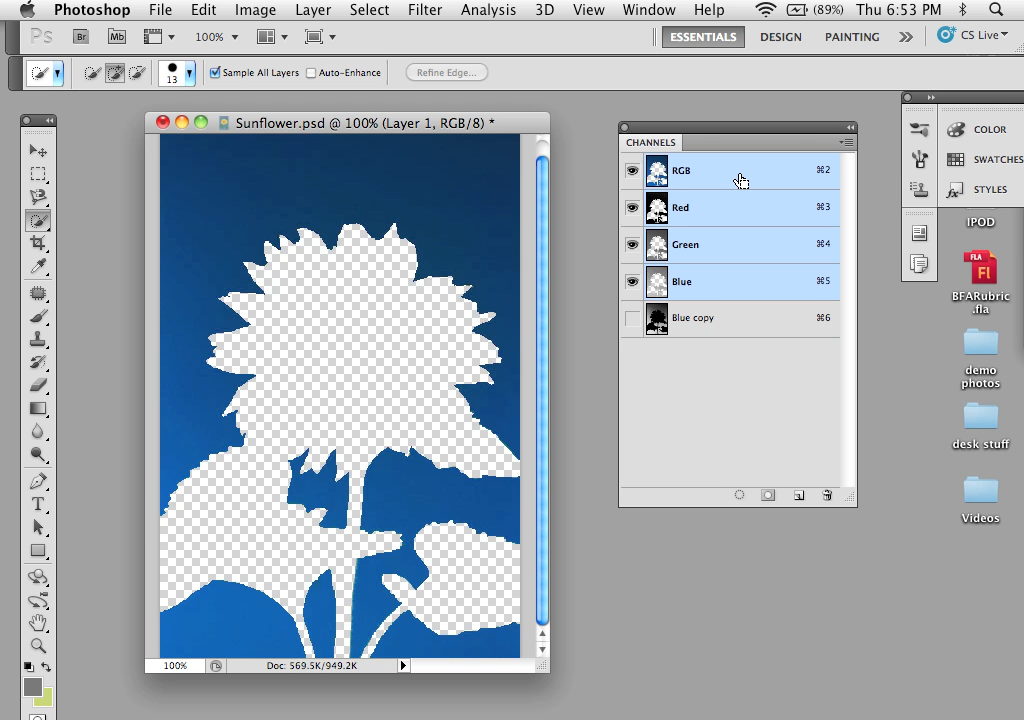 Photoshop File Edit Image Layer Select Filter Analysis 3D View Window Help (89%) Thu 6:53 PM
Ps Br Mb 100% ESSENTIALS DESIGN PAINTING CS Live
13 Sample All Layers Auto-Enhance Refine Edge...
Sunflower.psd @ 100% (Layer 1, RGB/8) *
CHANNELS
RGB ⌘2
Red ⌘3
Green ⌘4
Blue ⌘5
Blue copy ⌘6
COLOR
SWATCHES
fx STYLES
IPOD
FLA
Fl
BFARubric
.fla
demo
photos
desk stuff
Videos
T
100% Doc: 569.5K/949.2K